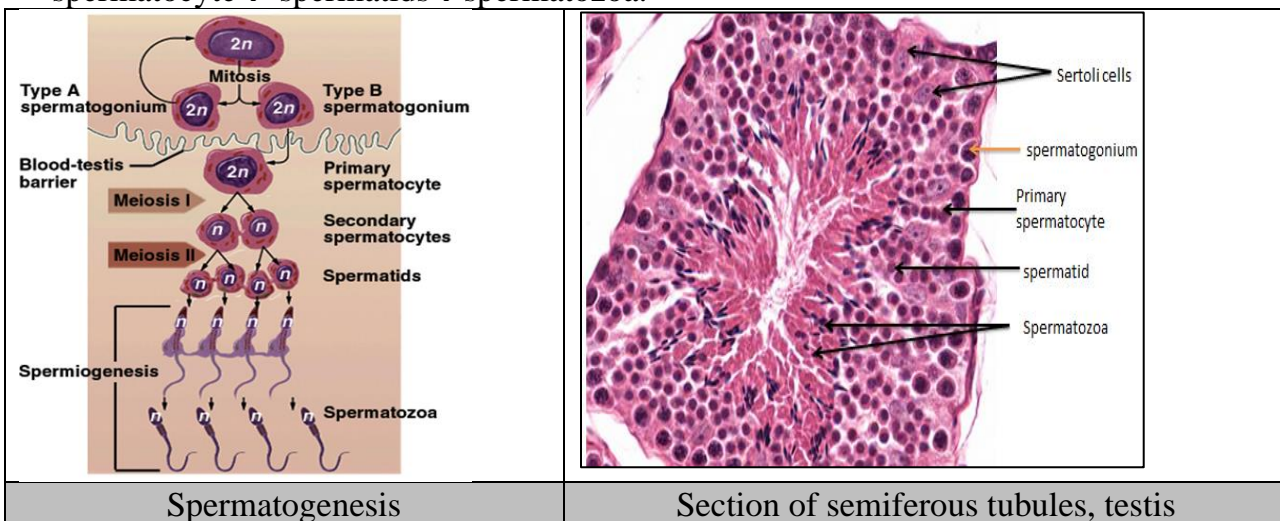 spermatocyte → spermatids → spermatozoa.
2n
Mitosis
Type A
spermatogonium
2n
2n
Type B
spermatogonium
Blood-testis
barrier
2n
Primary
spermatocyte
Meiosis I
n
n
Secondary
spermatocytes
Meiosis II
n
n
n
n
Spermatids
n
n
n
n
Spermiogenesis
n
n
n
n
Spermatozoa
Sertoli cells
spermatogonium
Primary
spermatocyte
spermatid
Spermatozoa
Spermatogenesis
Section of semiferous tubules, testis